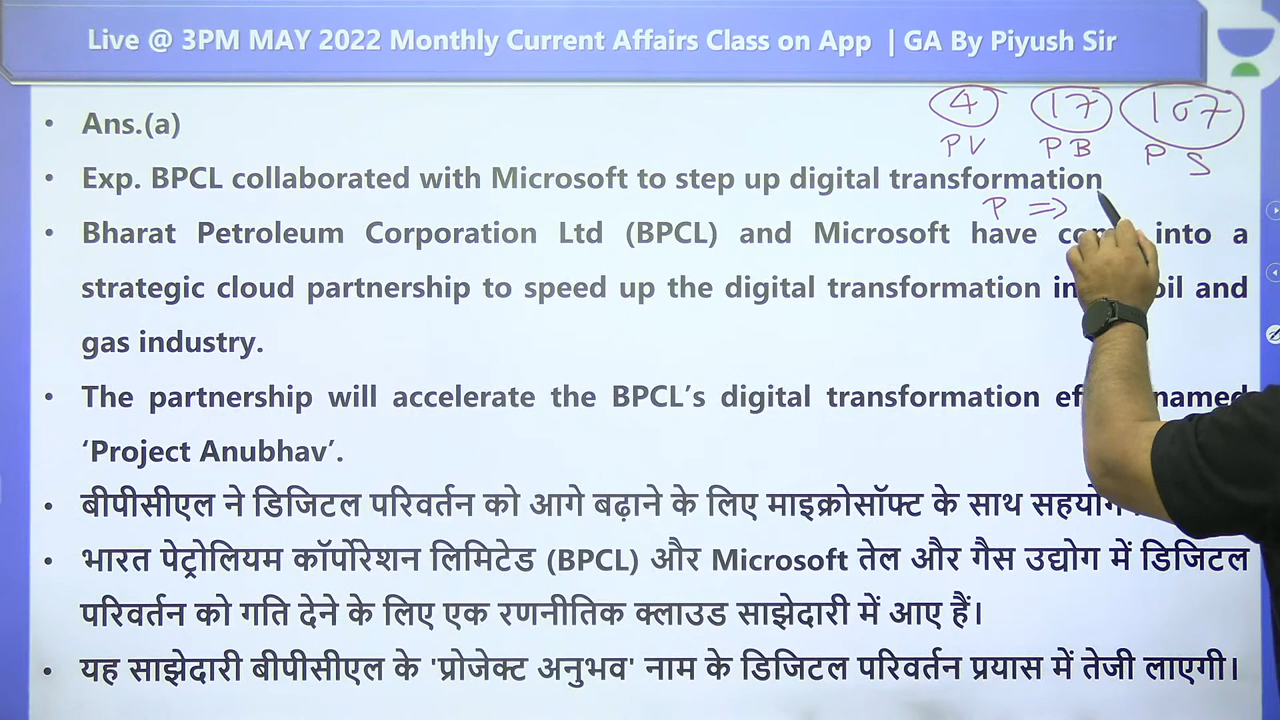 Live @ 3PM MAY 2022 Monthly Current Affairs Class on App | GA By Piyush Sir
4 17 107
PV PB PS
• Ans.(a)
• Exp. BPCL collaborated with Microsoft to step up digital transformation
P ⇒
• Bharat Petroleum Corporation Ltd (BPCL) and Microsoft have into a
strategic cloud partnership to speed up the digital transformation in oil and
gas industry.
• The partnership will accelerate the BPCL’s digital transformation named
‘Project Anubhav’.
• बीपीसीएल ने डिजिटल परिवर्तन को आगे बढ़ाने के लिए माइक्रोसॉफ्ट के साथ सहयोग
• भारत पेट्रोलियम कॉर्पोरेशन लिमिटेड (BPCL) और Microsoft तेल और गैस उद्योग में डिजिटल
परिवर्तन को गति देने के लिए एक रणनीतिक क्लाउड साझेदारी में आए हैं।
• यह साझेदारी बीपीसीएल के 'प्रोजेक्ट अनुभव' नाम के डिजिटल परिवर्तन प्रयास में तेजी लाएगी।